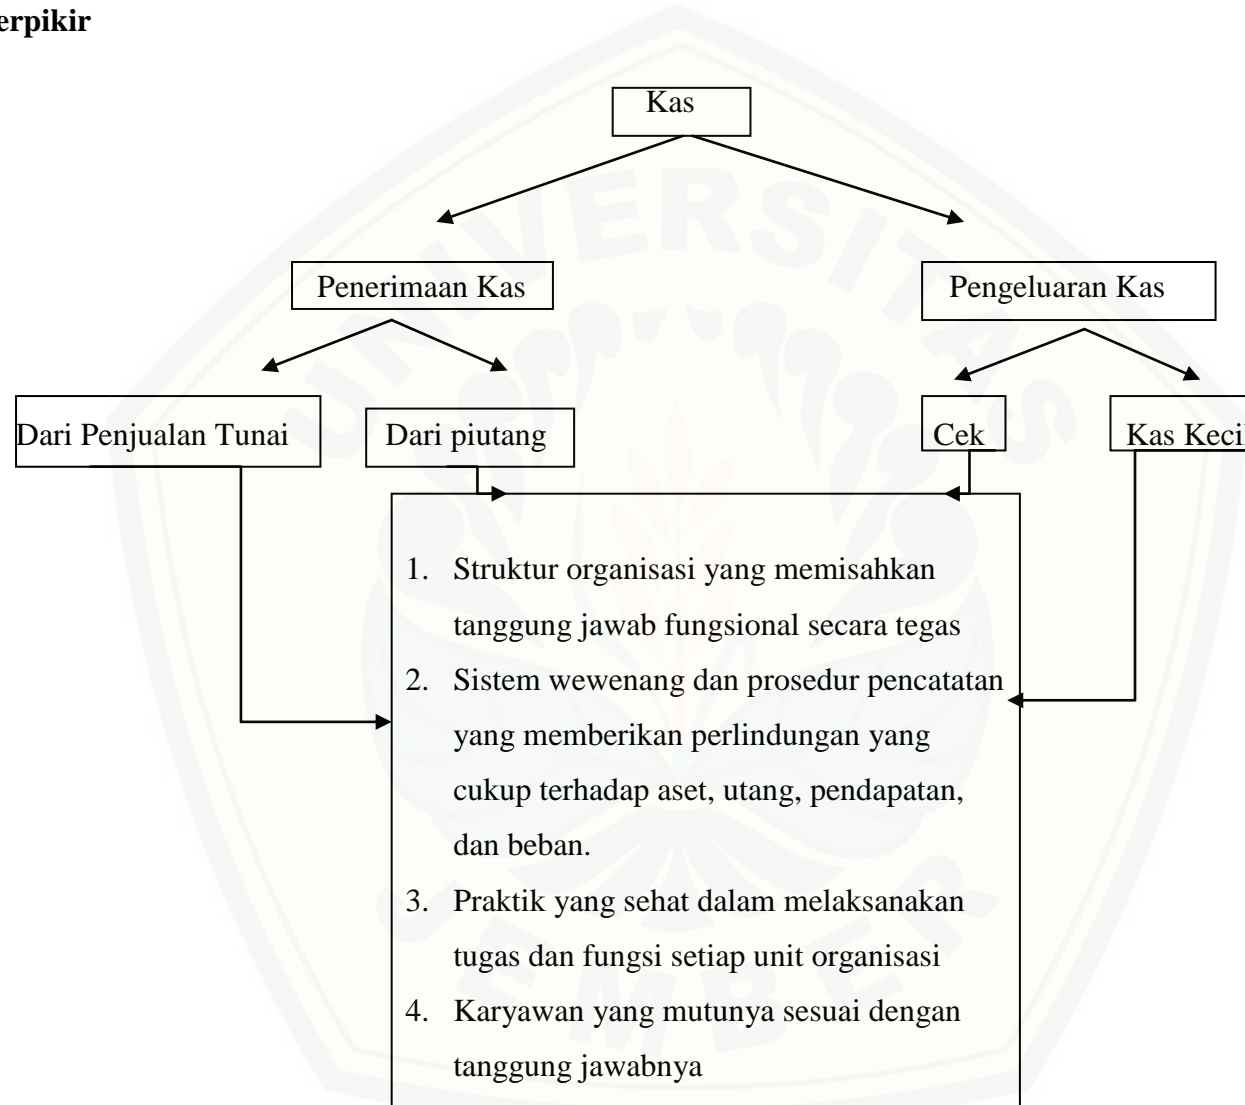 erpikir
Kas
Penerimaan Kas
Pengeluaran Kas
Dari Penjualan Tunai
Dari piutang
Cek
Kas Kecil
1. Struktur organisasi yang memisahkan
tanggung jawab fungsional secara tegas
2. Sistem wewenang dan prosedur pencatatan
yang memberikan perlindungan yang
cukup terhadap aset, utang, pendapatan,
dan beban.
3. Praktik yang sehat dalam melaksanakan
tugas dan fungsi setiap unit organisasi
4. Karyawan yang mutunya sesuai dengan
tanggung jawabnya
UNIVERSITAS
JEMBER